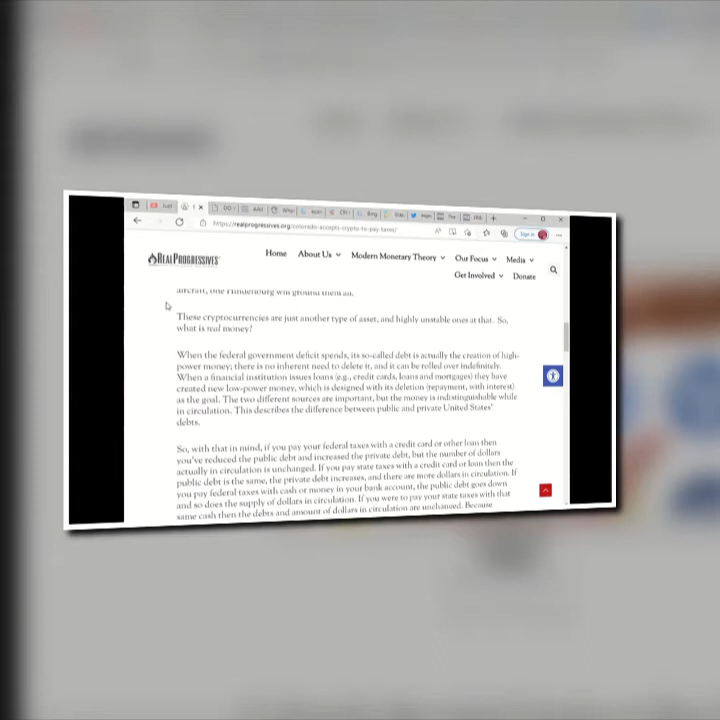 Just
https://realprogressives.org/colorado-accepts-crypto-to-pay-taxes/
Sign in
REALPROGRESSIVES
Home
About Us
Modern Monetary Theory
Our Focus
Media
Get Involved
Donate
aircraft, one Hindenburg will ground them all.
These cryptocurrencies are just another type of asset, and highly unstable ones at that. So,
what is real money?
When the federal government deficit spends, its so-called debt is actually the creation of high-
power money; there is no inherent need to delete it, and it can be rolled over indefinitely.
When a financial institution issues loans (e.g., credit cards, loans and mortgages) they have
created new low-power money, which is designed with its deletion (repayment, with interest)
as the goal. The two different sources are important, but the money is indistinguishable while
in circulation. This describes the difference between public and private United States'
debts.
So, with that in mind, if you pay your federal taxes with a credit card or other loan then
you've reduced the public debt and increased the private debt, but the number of dollars
actually in circulation is unchanged. If you pay state taxes with a credit card or loan then the
public debt is the same, the private debt increases, and there are more dollars in circulation. If
you pay federal taxes with cash or money in your bank account, the public debt goes down
and so does the supply of dollars in circulation. If you were to pay your state taxes with that
same cash then the debts and amount of dollars in circulation are unchanged. Because